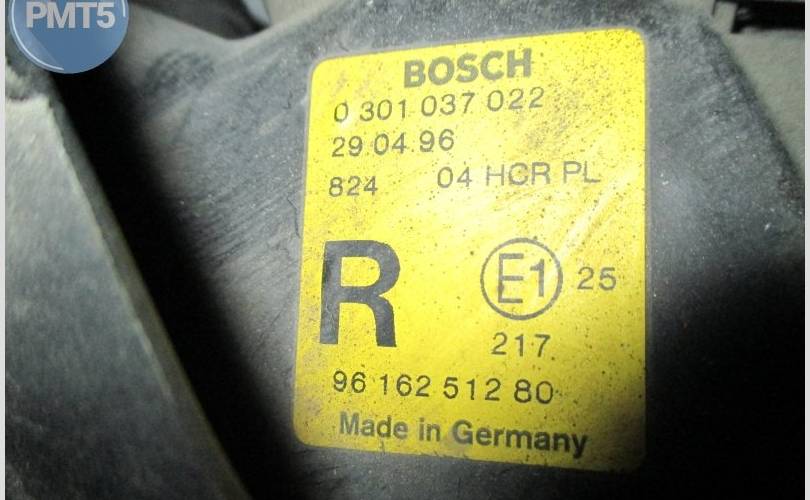 PMT5
BOSCH
0 301 037 022
29 04 96
824 04 HCR PL
R E1 25
217
96 162 512 80
Made in Germany